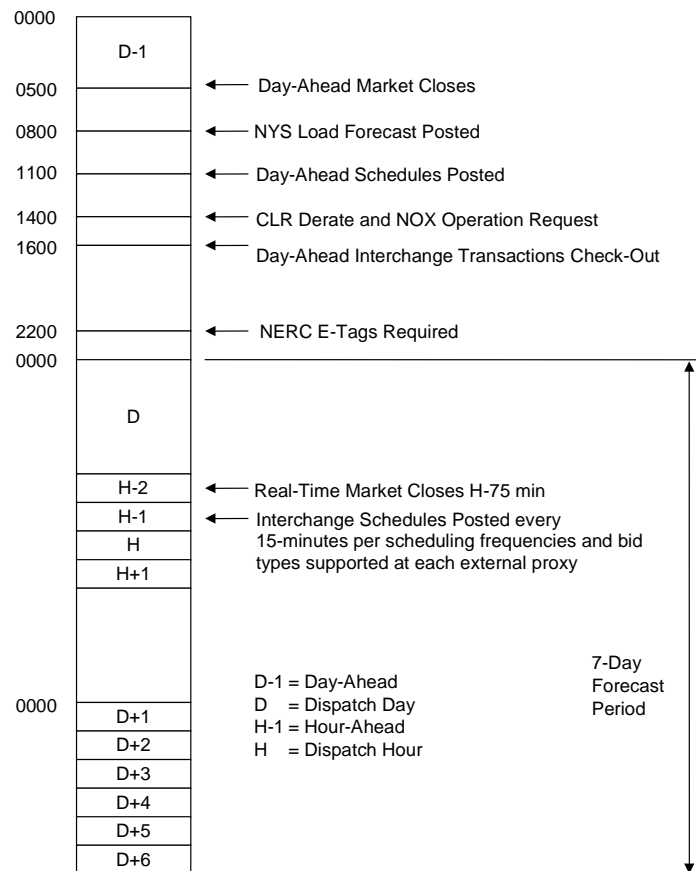 0000
D-1
0500 Day-Ahead Market Closes
0800 NYS Load Forecast Posted
1100 Day-Ahead Schedules Posted
1400 CLR Derate and NOX Operation Request
1600 Day-Ahead Interchange Transactions Check-Out
2200 NERC E-Tags Required
0000
D
H-2 Real-Time Market Closes H-75 min
H-1 Interchange Schedules Posted every
H 15-minutes per scheduling frequencies and bid
types supported at each external proxy
H+1
7-Day
Forecast
Period
D-1 = Day-Ahead
D = Dispatch Day
H-1 = Hour-Ahead
H = Dispatch Hour
0000
D+1
D+2
D+3
D+4
D+5
D+6